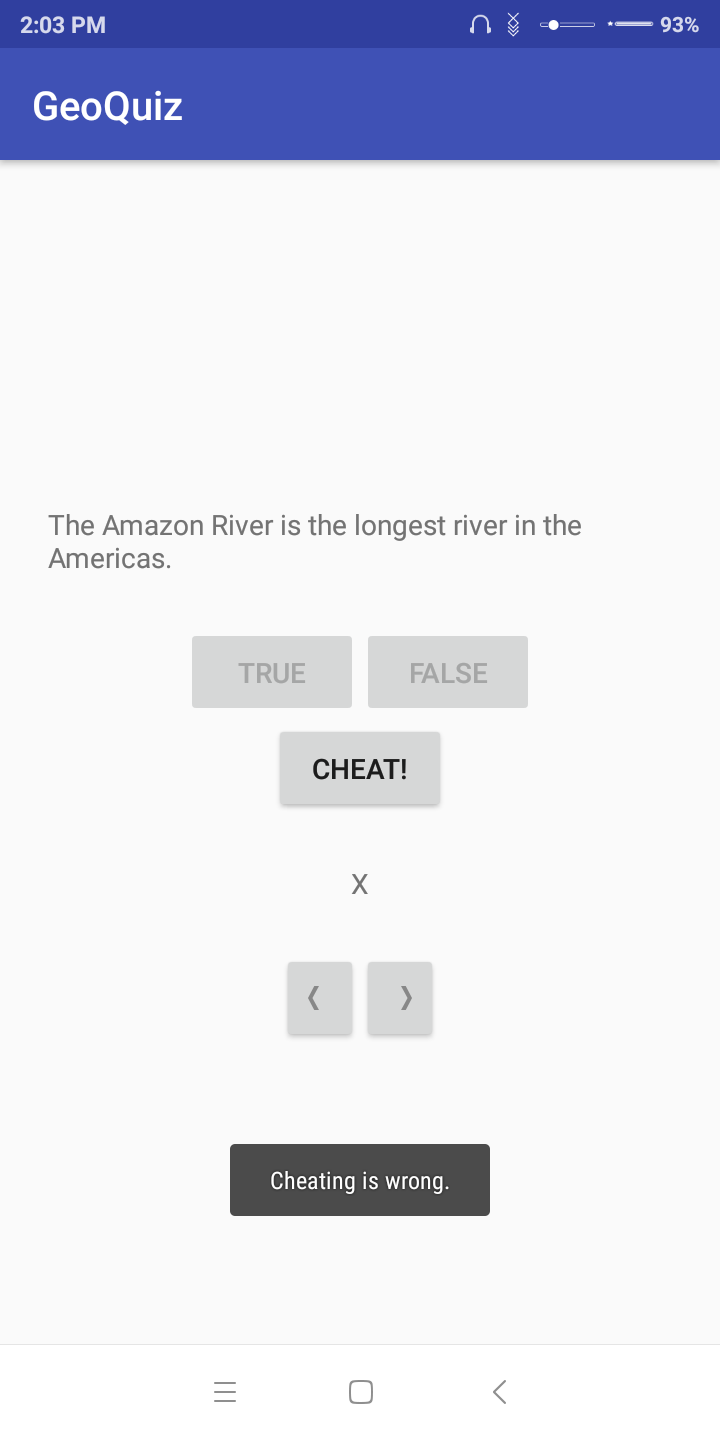 2:03 PM 93%
GeoQuiz
The Amazon River is the longest river in the
Americas.
TRUE FALSE
CHEAT!
X
❬ ❭
Cheating is wrong.